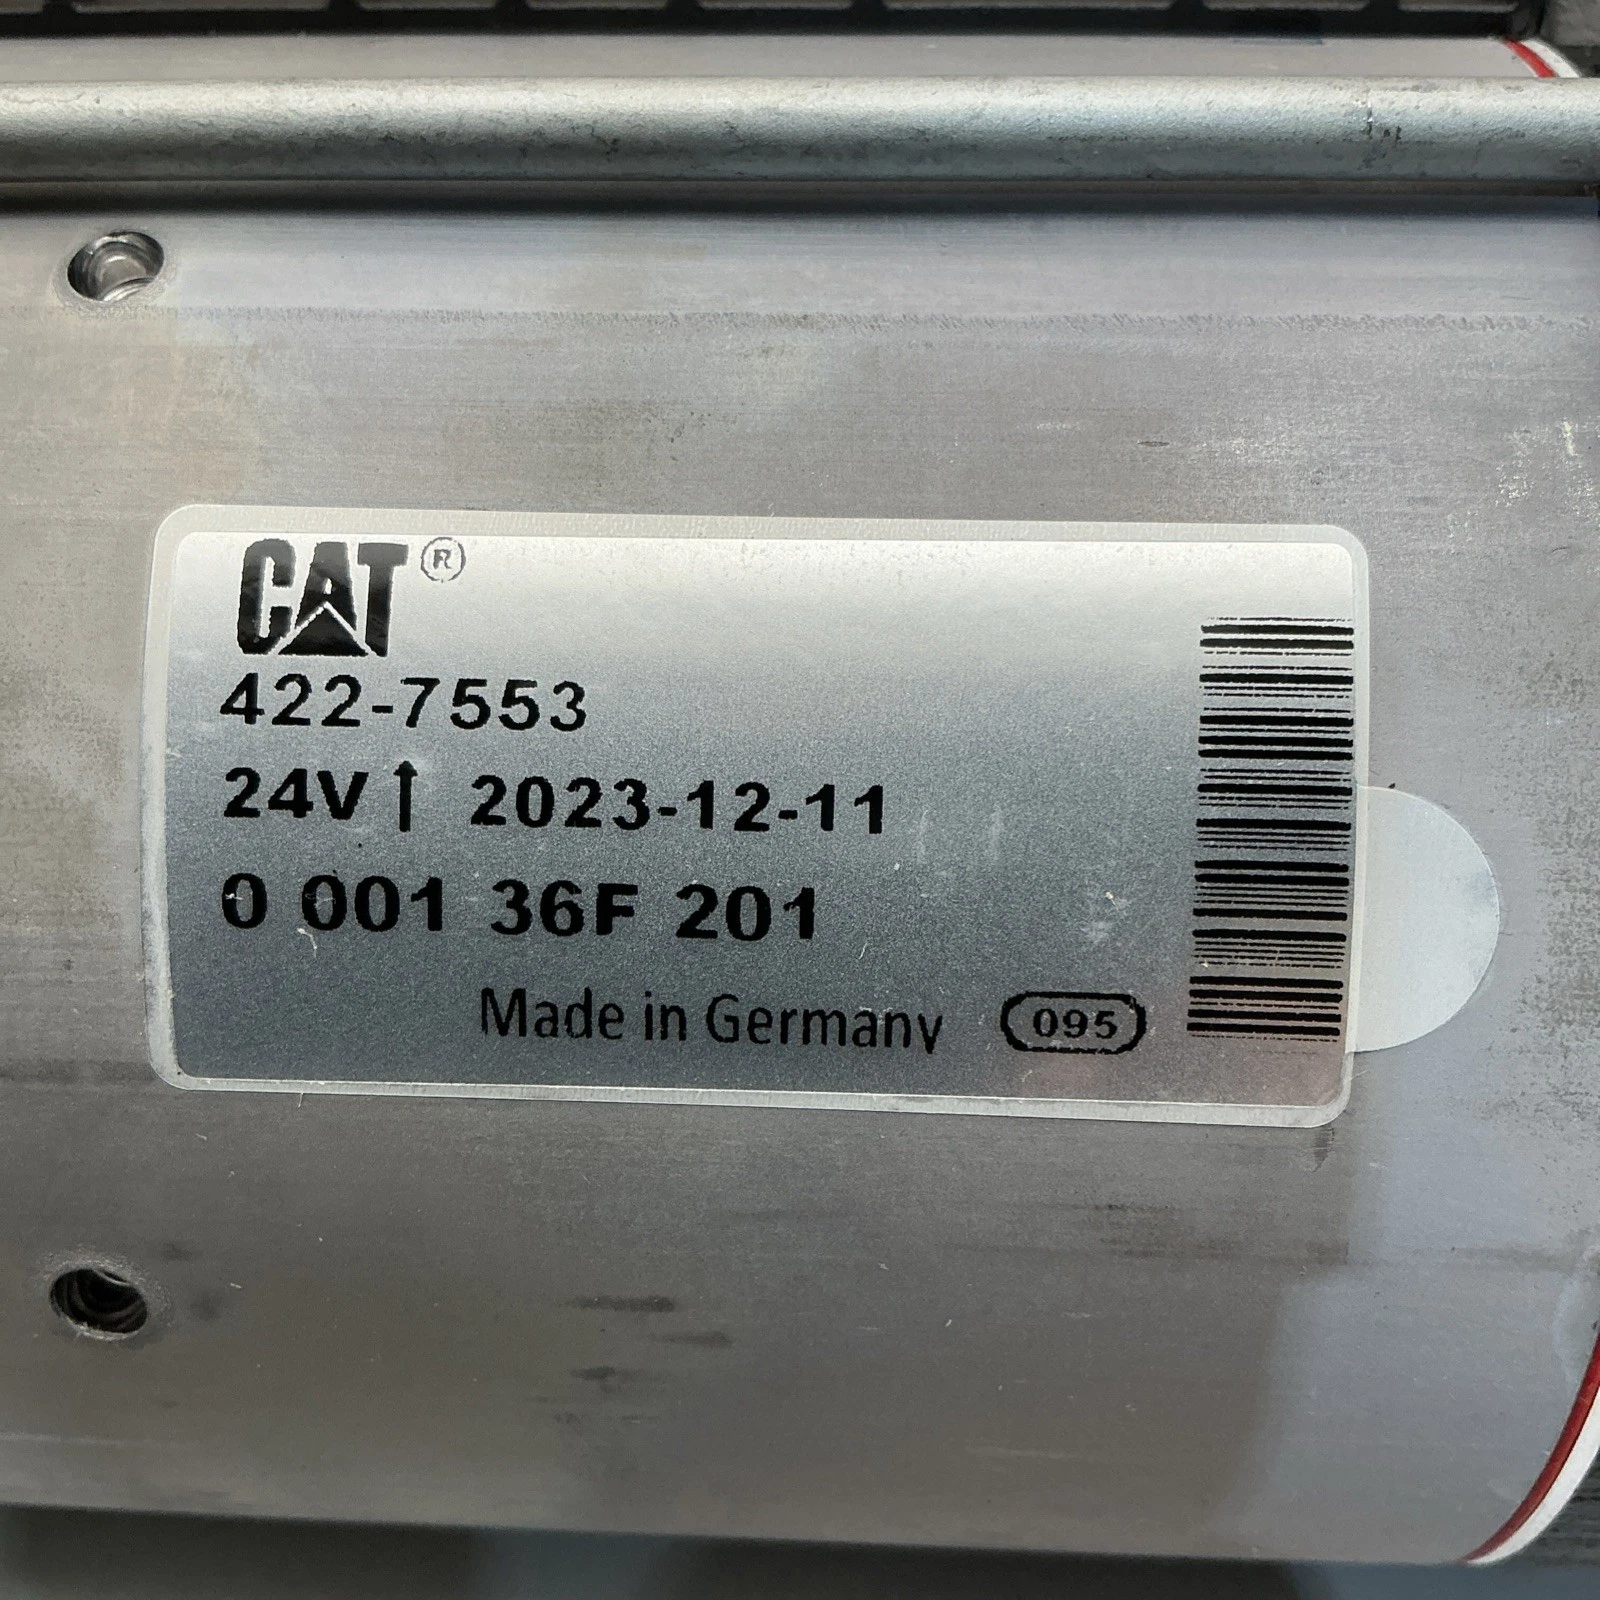 CAT®
422-7553
24V↑ 2023-12-11
0 001 36F 201
Made in Germany 095